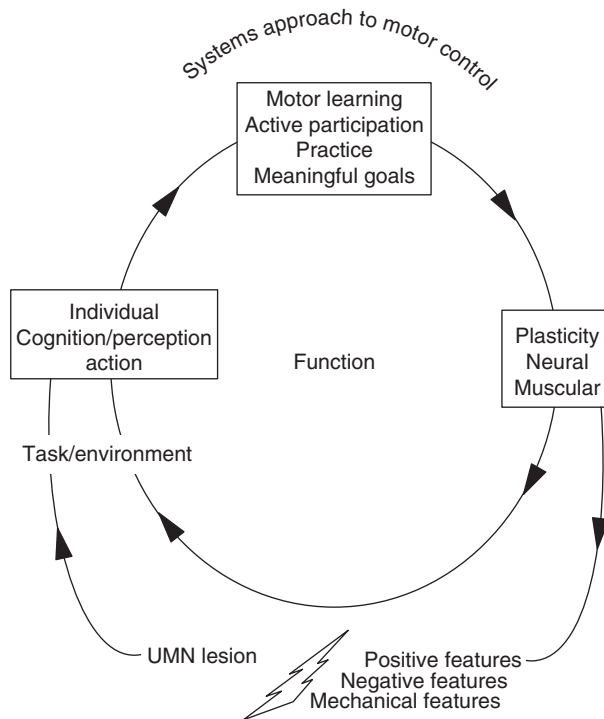 Systems approach to motor control
Motor learning
Active participation
Practice
Meaningful goals
Individual
Cognition/perception
action
Function
Plasticity
Neural
Muscular
Task/environment
UMN lesion
Positive features
Negative features
Mechanical features